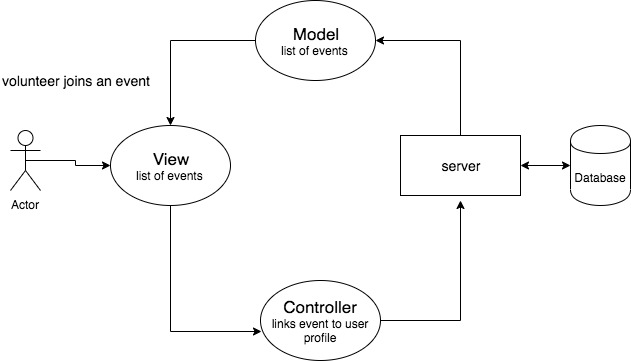 Model
list of events
volunteer joins an event
View
list of events
server
Database
Actor
Controller
links event to user
profile